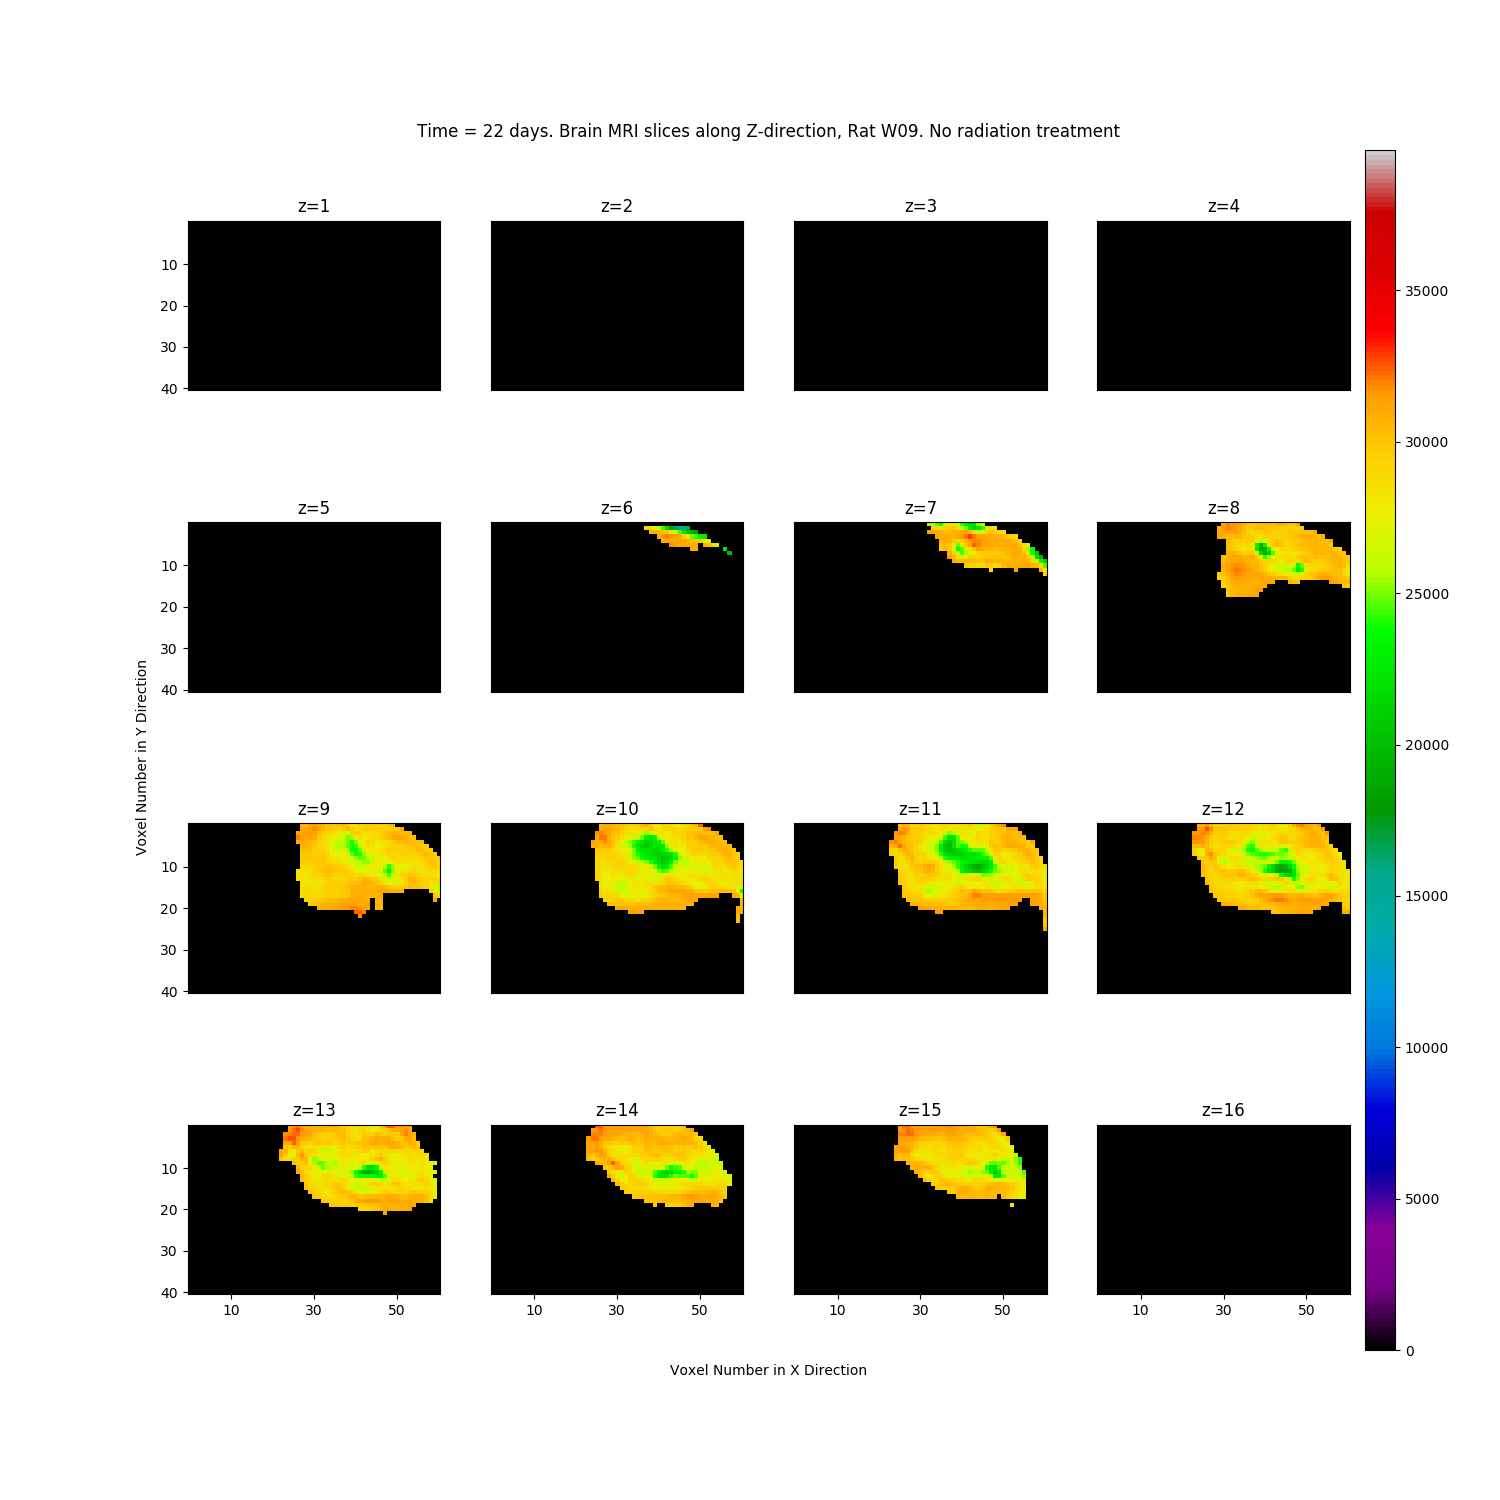 Time = 22 days. Brain MRI slices along Z-direction, Rat W09. No radiation treatment
z=1
z=2
z=3
z=4
10
20
30
40
z=5
z=6
z=7
z=8
10
20
30
40
z=9
z=10
z=11
z=12
10
20
30
40
z=13
z=14
z=15
z=16
10
20
30
40
10 30 50
10 30 50
10 30 50
10 30 50
Voxel Number in Y Direction
Voxel Number in X Direction
35000
30000
25000
20000
15000
10000
5000
0